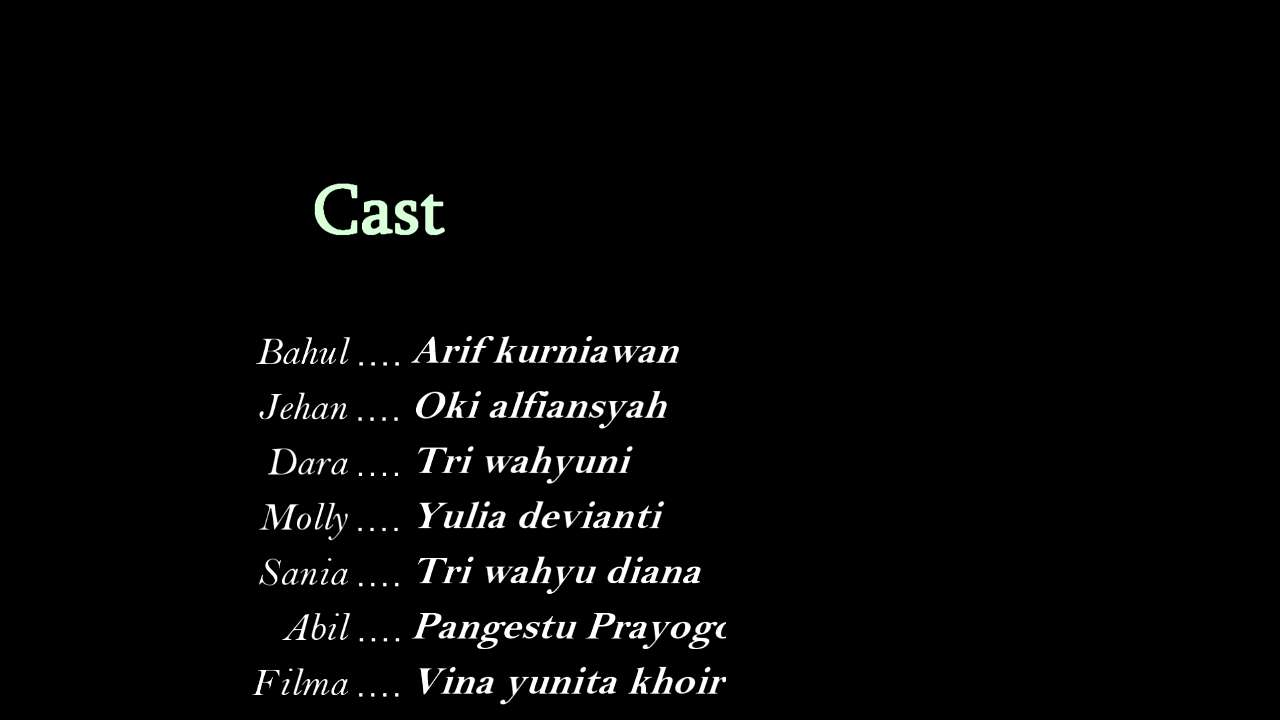 Cast
Bahul .... Arif kurniawan
Jehan .... Oki alfiansyah
Dara .... Tri wahyuni
Molly .... Yulia devianti
Sania .... Tri wahyu diana
Abil .... Pangestu
Filma .... Vina yunita